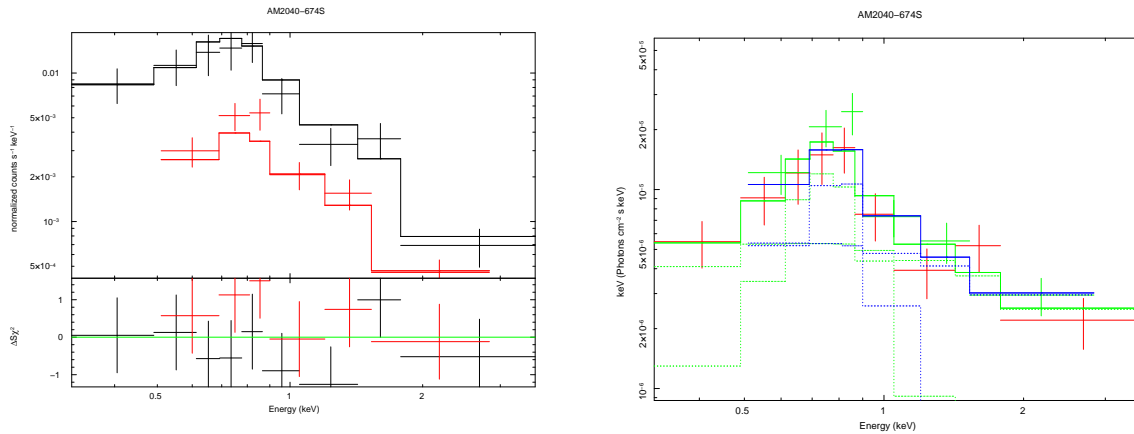 AM2040−674S
0.01
5×10⁻³
2×10⁻³
10⁻³
5×10⁻⁴
normalized counts s⁻¹ keV⁻¹
1
0
−1
ΔSχ²
0.5
1
2
Energy (keV)
AM2040−674S
5×10⁻⁵
2×10⁻⁵
10⁻⁵
5×10⁻⁶
2×10⁻⁶
10⁻⁶
keV (Photons cm⁻² s keV)
0.5
1
2
Energy (keV)